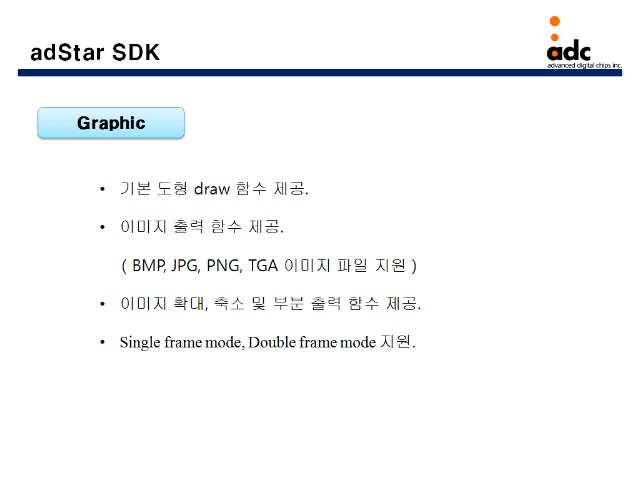 adStar SDK
adc
advanced digital chips inc.
Graphic
• 기본 도형 draw 함수 제공.
• 이미지 출력 함수 제공.
( BMP, JPG, PNG, TGA 이미지 파일 지원 )
• 이미지 확대, 축소 및 부분 출력 함수 제공.
• Single frame mode, Double frame mode 지원.